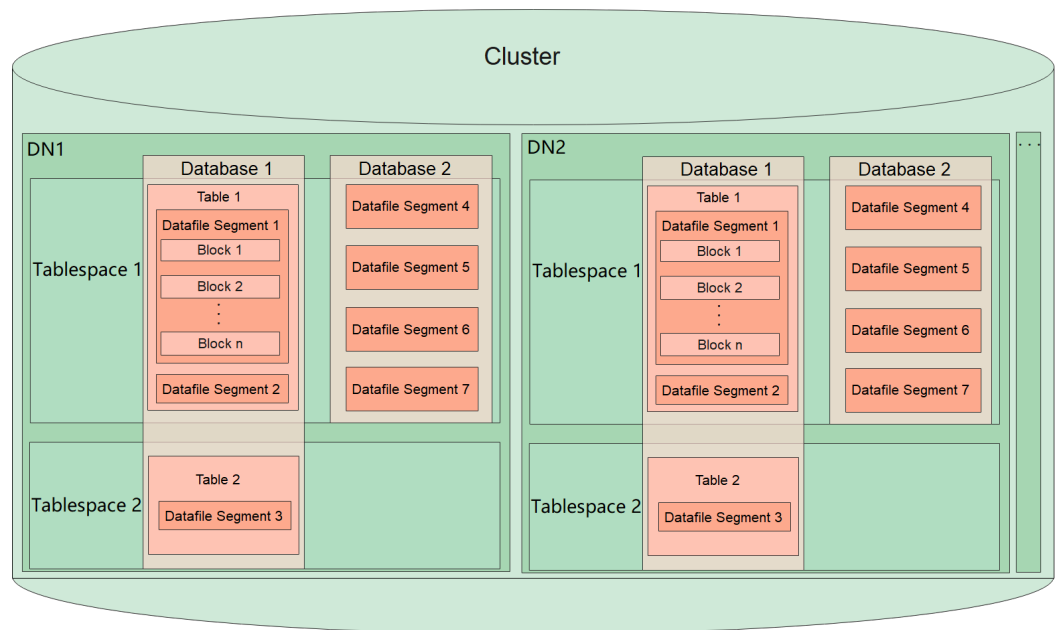 Cluster
DN1
Database 1
Database 2
Tablespace 1
Table 1
Datafile Segment 1
Block 1
Block 2
. . .
Block n
Datafile Segment 2
Datafile Segment 4
Datafile Segment 5
Datafile Segment 6
Datafile Segment 7
Tablespace 2
Table 2
Datafile Segment 3
DN2
Database 1
Database 2
Tablespace 1
Table 1
Datafile Segment 1
Block 1
Block 2
. . .
Block n
Datafile Segment 2
Datafile Segment 4
Datafile Segment 5
Datafile Segment 6
Datafile Segment 7
Tablespace 2
Table 2
Datafile Segment 3
. . .